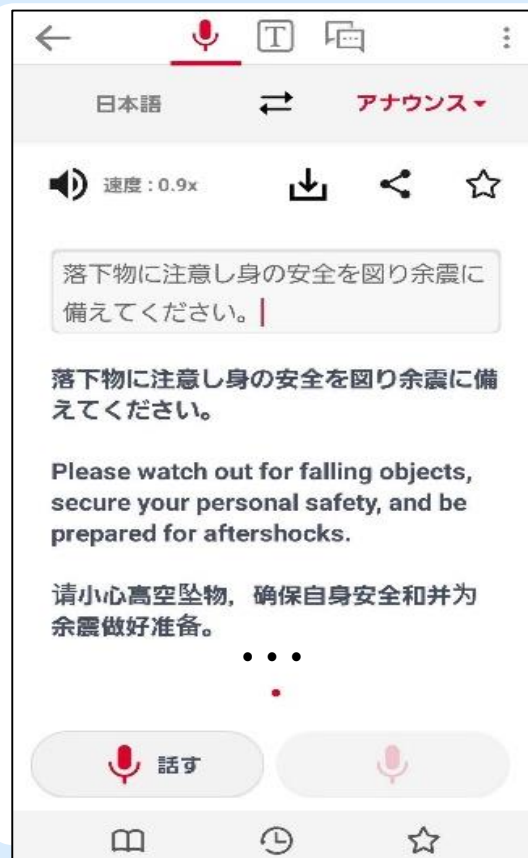 T
日本語
アナウンス
速度：0.9x
落下物に注意し身の安全を図り余震に
備えてください。
落下物に注意し身の安全を図り余震に備
えてください。
Please watch out for falling objects,
secure your personal safety, and be
prepared for aftershocks.
请小心高空坠物，确保自身安全和并为
余震做好准备。
• • •
話す